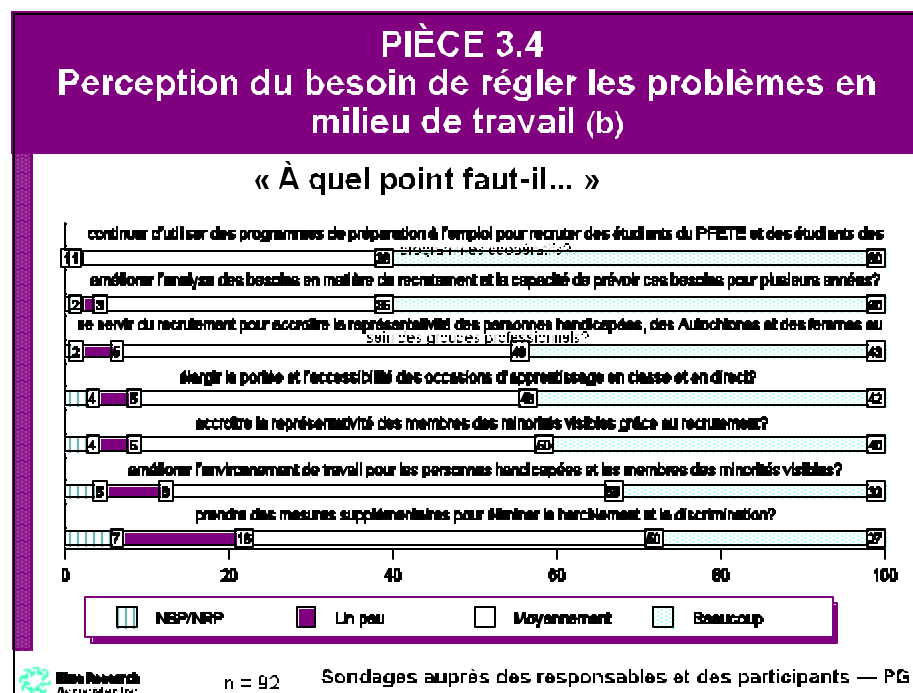 PIÈCE 3.4
Perception du besoin de régler les problèmes en
milieu de travail (b)
« À quel point faut-il... »
continuer d'utiliser des programmes de préparation à l'emploi pour recruter des étudiants du PFETE et des étudiants des
programmes coopératifs?
11 38 60
améliorer l'analyse des besoins en matière de recrutement et la capacité de prévoir ces besoins pour plusieurs années?
2 3 35 60
se servir du recrutement pour accroître la représentativité des personnes handicapées, des Autochtones et des femmes au
sein des groupes professionnels?
2 5 49 43
élargir la portée et l'accessibilité des occasions d'apprentissage en classe et en direct?
4 5 48 42
accroître la représentativité des membres des minorités visibles grâce au recrutement?
4 5 50 40
améliorer l'environement de travail pour les personnes handicapées et les membres des minorités visibles?
5 8 55 32
prendre des mesures supplémentaires pour éliminer le harcèlement et la discrimination?
7 15 50 27
0 20 40 60 80 100
NSP/NRP Un peu Moyennement Beaucoup
Research
n = 92 Sondages auprès des responsables et des participants — PG